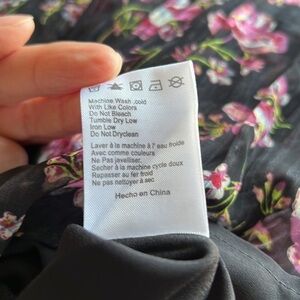 Machine Wash ,cold
With Like Colors
Do Not Bleach
Tumble Dry Low
Iron Low
Do Not Dryclean
Laver à la machine à l' eau froide
Avec comme couleurs
Ne Pas javelliser.
Sécher à la machine cycle doux
Repasser au fer froid
Ne pas nettoyer à sec
Hecho en China